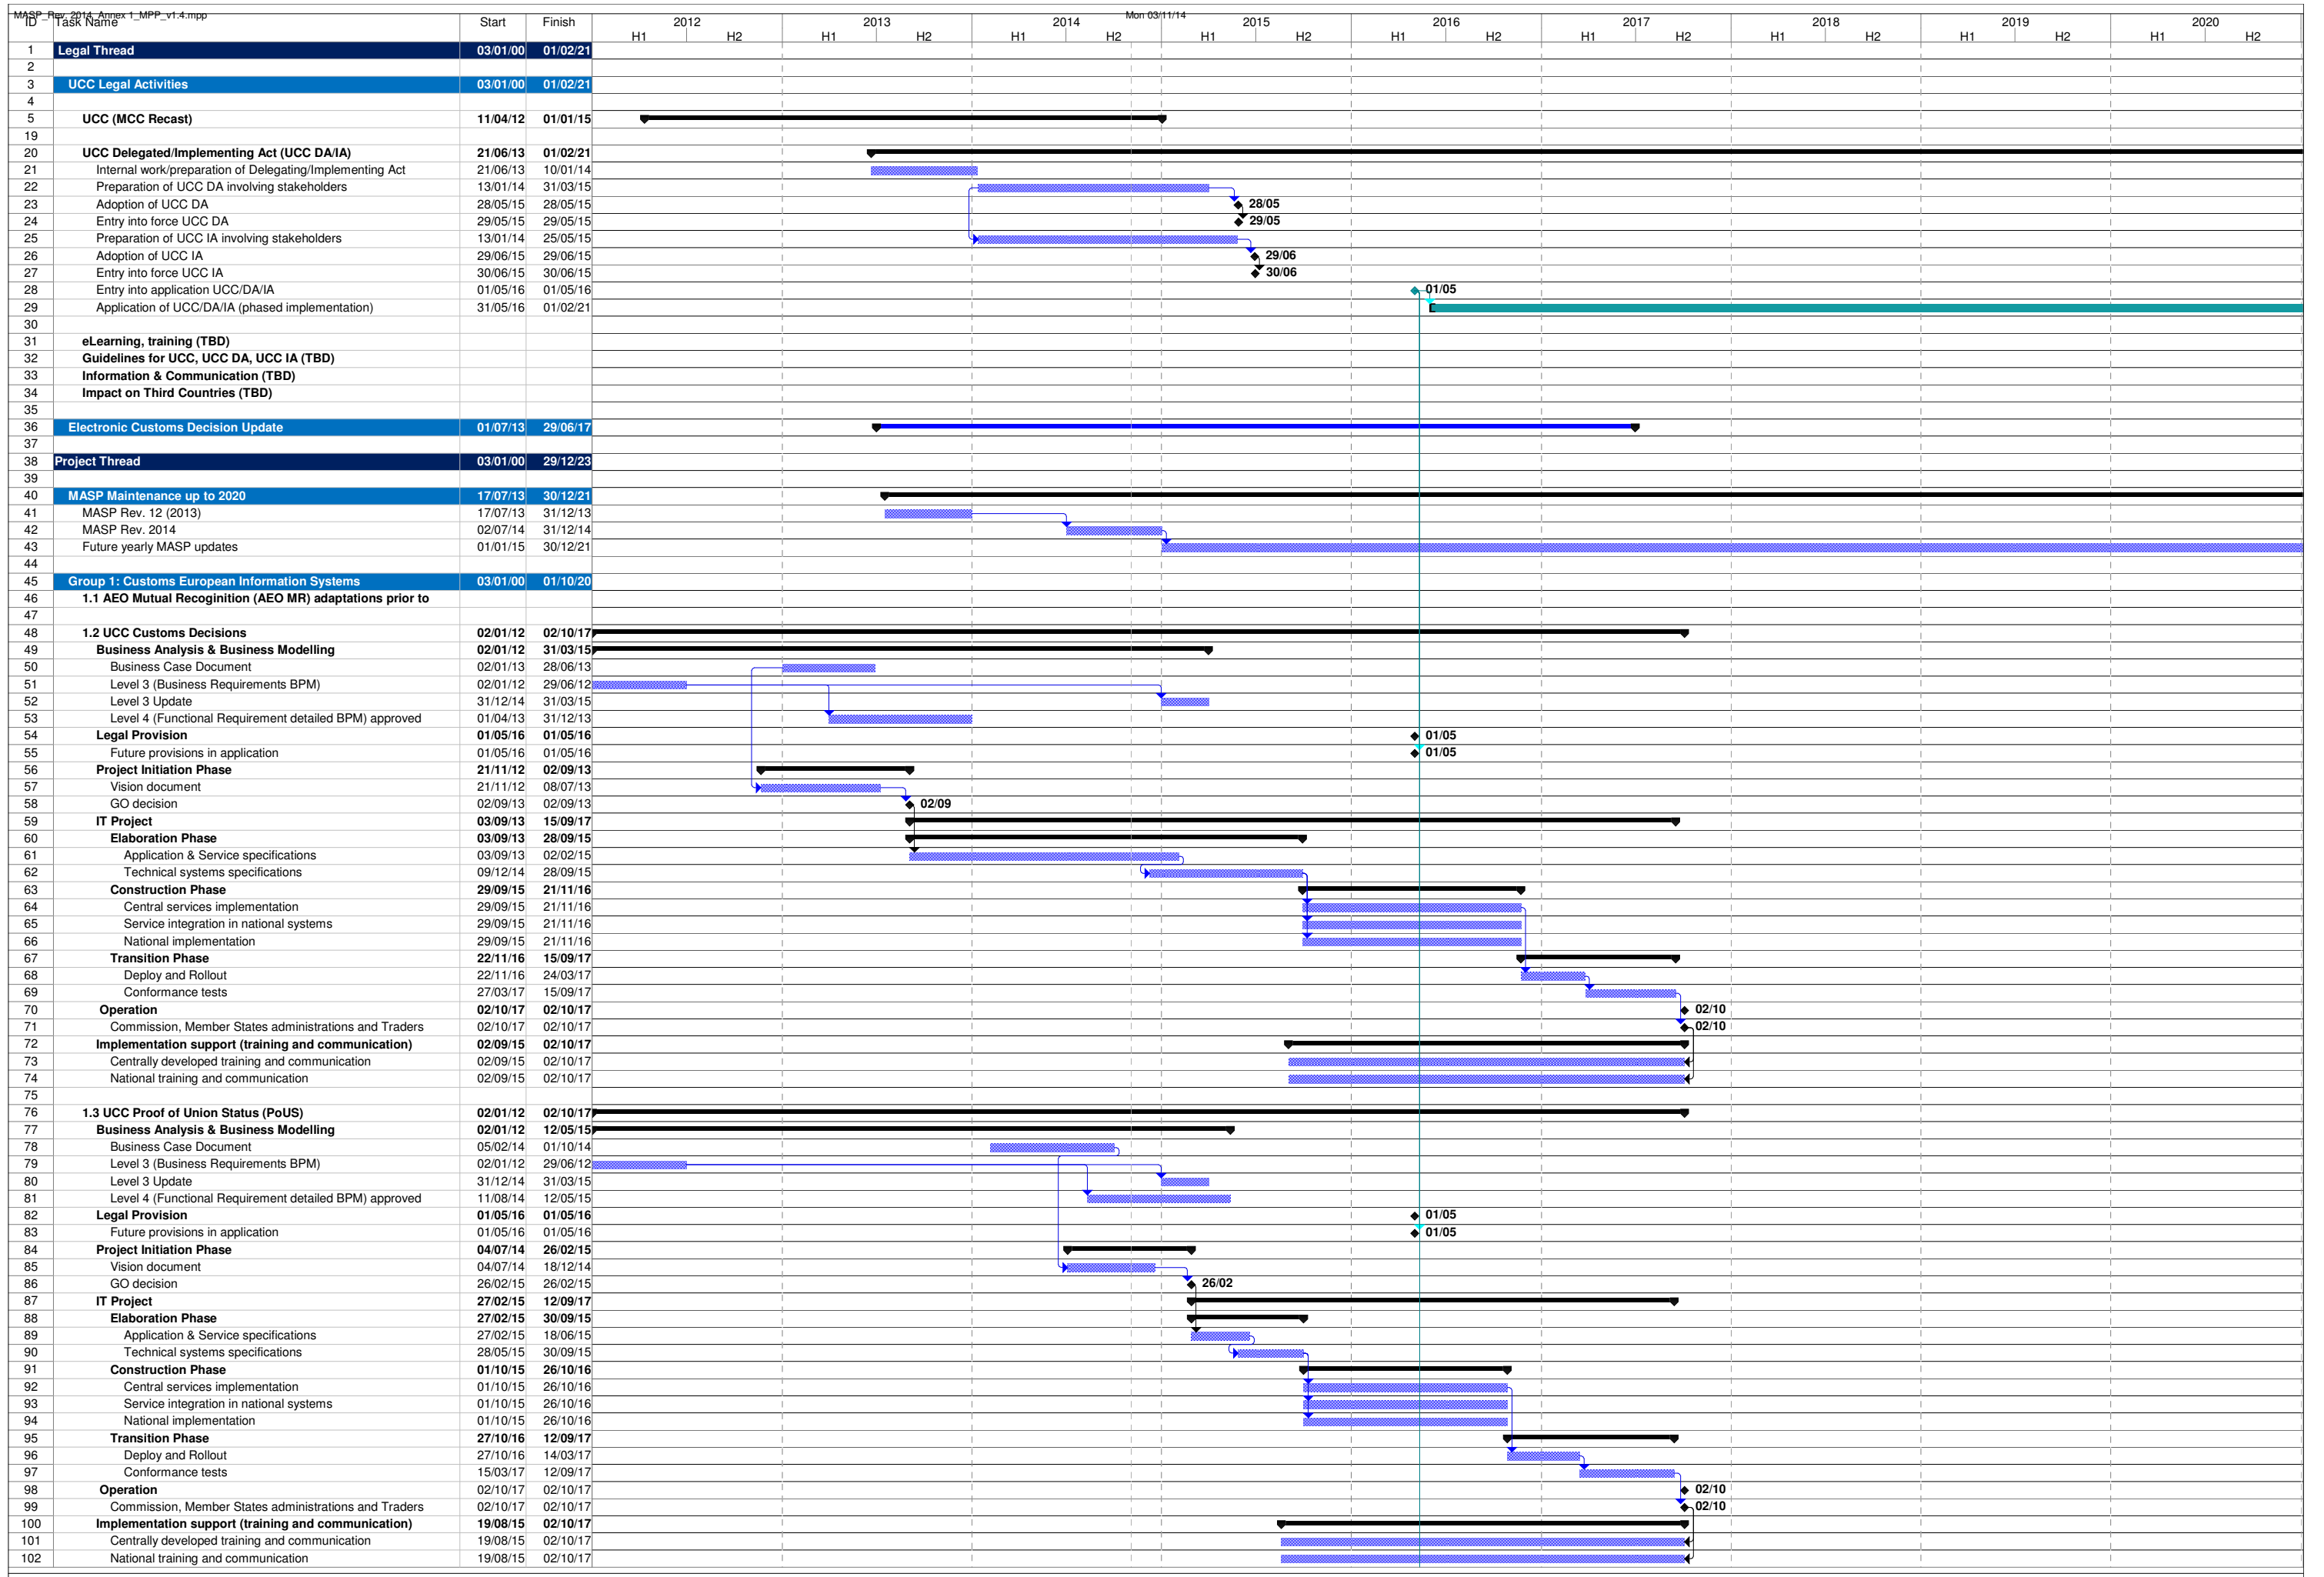 MASP_Rev. 2014, Annex 1_MPP_v1.4.mpp Mon 03/11/14
ID Task Name Start Finish 2012 2013 2014 2015 2016 2017 2018 2019 2020
H1 H2 H1 H2 H1 H2 H1 H2 H1 H2 H1 H2 H1 H2 H1 H2 H1 H2
1 Legal Thread 03/01/00 01/02/21
2
3 UCC Legal Activities 03/01/00 01/02/21
4
5 UCC (MCC Recast) 11/04/12 01/01/15
19
20 UCC Delegated/Implementing Act (UCC DA/IA) 21/06/13 01/02/21
21 Internal work/preparation of Delegating/Implementing Act 21/06/13 10/01/14
22 Preparation of UCC DA involving stakeholders 13/01/14 31/03/15
23 Adoption of UCC DA 28/05/15 28/05/15 28/05
24 Entry into force UCC DA 29/05/15 29/05/15 29/05
25 Preparation of UCC IA involving stakeholders 13/01/14 25/05/15
26 Adoption of UCC IA 29/06/15 29/06/15 29/06
27 Entry into force UCC IA 30/06/15 30/06/15 30/06
28 Entry into application UCC/DA/IA 01/05/16 01/05/16 01/05
29 Application of UCC/DA/IA (phased implementation) 31/05/16 01/02/21
30
31 eLearning, training (TBD)
32 Guidelines for UCC, UCC DA, UCC IA (TBD)
33 Information & Communication (TBD)
34 Impact on Third Countries (TBD)
35
36 Electronic Customs Decision Update 01/07/13 29/06/17
37
38 Project Thread 03/01/00 29/12/23
39
40 MASP Maintenance up to 2020 17/07/13 30/12/21
41 MASP Rev. 12 (2013) 17/07/13 31/12/13
42 MASP Rev. 2014 02/07/14 31/12/14
43 Future yearly MASP updates 01/01/15 30/12/21
44
45 Group 1: Customs European Information Systems 03/01/00 01/10/20
46 1.1 AEO Mutual Recoginition (AEO MR) adaptations prior to
47
48 1.2 UCC Customs Decisions 02/01/12 02/10/17
49 Business Analysis & Business Modelling 02/01/12 31/03/15
50 Business Case Document 02/01/13 28/06/13
51 Level 3 (Business Requirements BPM) 02/01/12 29/06/12
52 Level 3 Update 31/12/14 31/03/15
53 Level 4 (Functional Requirement detailed BPM) approved 01/04/13 31/12/13
54 Legal Provision 01/05/16 01/05/16 01/05
55 Future provisions in application 01/05/16 01/05/16 01/05
56 Project Initiation Phase 21/11/12 02/09/13
57 Vision document 21/11/12 08/07/13
58 GO decision 02/09/13 02/09/13 02/09
59 IT Project 03/09/13 15/09/17
60 Elaboration Phase 03/09/13 28/09/15
61 Application & Service specifications 03/09/13 02/02/15
62 Technical systems specifications 09/12/14 28/09/15
63 Construction Phase 29/09/15 21/11/16
64 Central services implementation 29/09/15 21/11/16
65 Service integration in national systems 29/09/15 21/11/16
66 National implementation 29/09/15 21/11/16
67 Transition Phase 22/11/16 15/09/17
68 Deploy and Rollout 22/11/16 24/03/17
69 Conformance tests 27/03/17 15/09/17
70 Operation 02/10/17 02/10/17 02/10
71 Commission, Member States administrations and Traders 02/10/17 02/10/17 02/10
72 Implementation support (training and communication) 02/09/15 02/10/17
73 Centrally developed training and communication 02/09/15 02/10/17
74 National training and communication 02/09/15 02/10/17
75
76 1.3 UCC Proof of Union Status (PoUS) 02/01/12 02/10/17
77 Business Analysis & Business Modelling 02/01/12 12/05/15
78 Business Case Document 05/02/14 01/10/14
79 Level 3 (Business Requirements BPM) 02/01/12 29/06/12
80 Level 3 Update 31/12/14 31/03/15
81 Level 4 (Functional Requirement detailed BPM) approved 11/08/14 12/05/15
82 Legal Provision 01/05/16 01/05/16 01/05
83 Future provisions in application 01/05/16 01/05/16 01/05
84 Project Initiation Phase 04/07/14 26/02/15
85 Vision document 04/07/14 18/12/14
86 GO decision 26/02/15 26/02/15 26/02
87 IT Project 27/02/15 12/09/17
88 Elaboration Phase 27/02/15 30/09/15
89 Application & Service specifications 27/02/15 18/06/15
90 Technical systems specifications 28/05/15 30/09/15
91 Construction Phase 01/10/15 26/10/16
92 Central services implementation 01/10/15 26/10/16
93 Service integration in national systems 01/10/15 26/10/16
94 National implementation 01/10/15 26/10/16
95 Transition Phase 27/10/16 12/09/17
96 Deploy and Rollout 27/10/16 14/03/17
97 Conformance tests 15/03/17 12/09/17
98 Operation 02/10/17 02/10/17 02/10
99 Commission, Member States administrations and Traders 02/10/17 02/10/17 02/10
100 Implementation support (training and communication) 19/08/15 02/10/17
101 Centrally developed training and communication 19/08/15 02/10/17
102 National training and communication 19/08/15 02/10/17